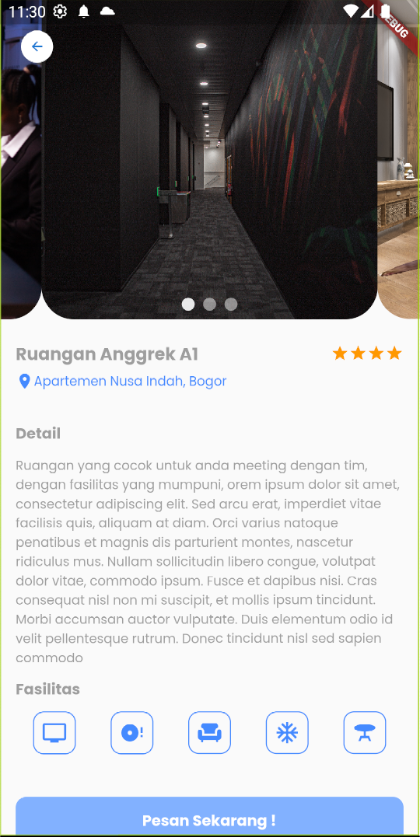 11:30
BUG
Ruangan Anggrek A1
Apartemen Nusa Indah, Bogor
Detail
Ruangan yang cocok untuk anda meeting dengan tim,
dengan fasilitas yang mumpuni, orem ipsum dolor sit amet,
consectetur adipiscing elit. Sed arcu erat, imperdiet vitae
facilisis quis, aliquam at diam. Orci varius natoque
penatibus et magnis dis parturient montes, nascetur
ridiculus mus. Nullam sollicitudin libero congue, volutpat
dolor vitae, commodo ipsum. Fusce et dapibus nisi. Cras
consequat nisl non mi suscipit, et mollis ipsum tincidunt.
Morbi accumsan auctor vulputate. Duis elementum odio id
velit pellentesque rutrum. Donec tincidunt nisl sed sapien
commodo
Fasilitas
Pesan Sekarang !